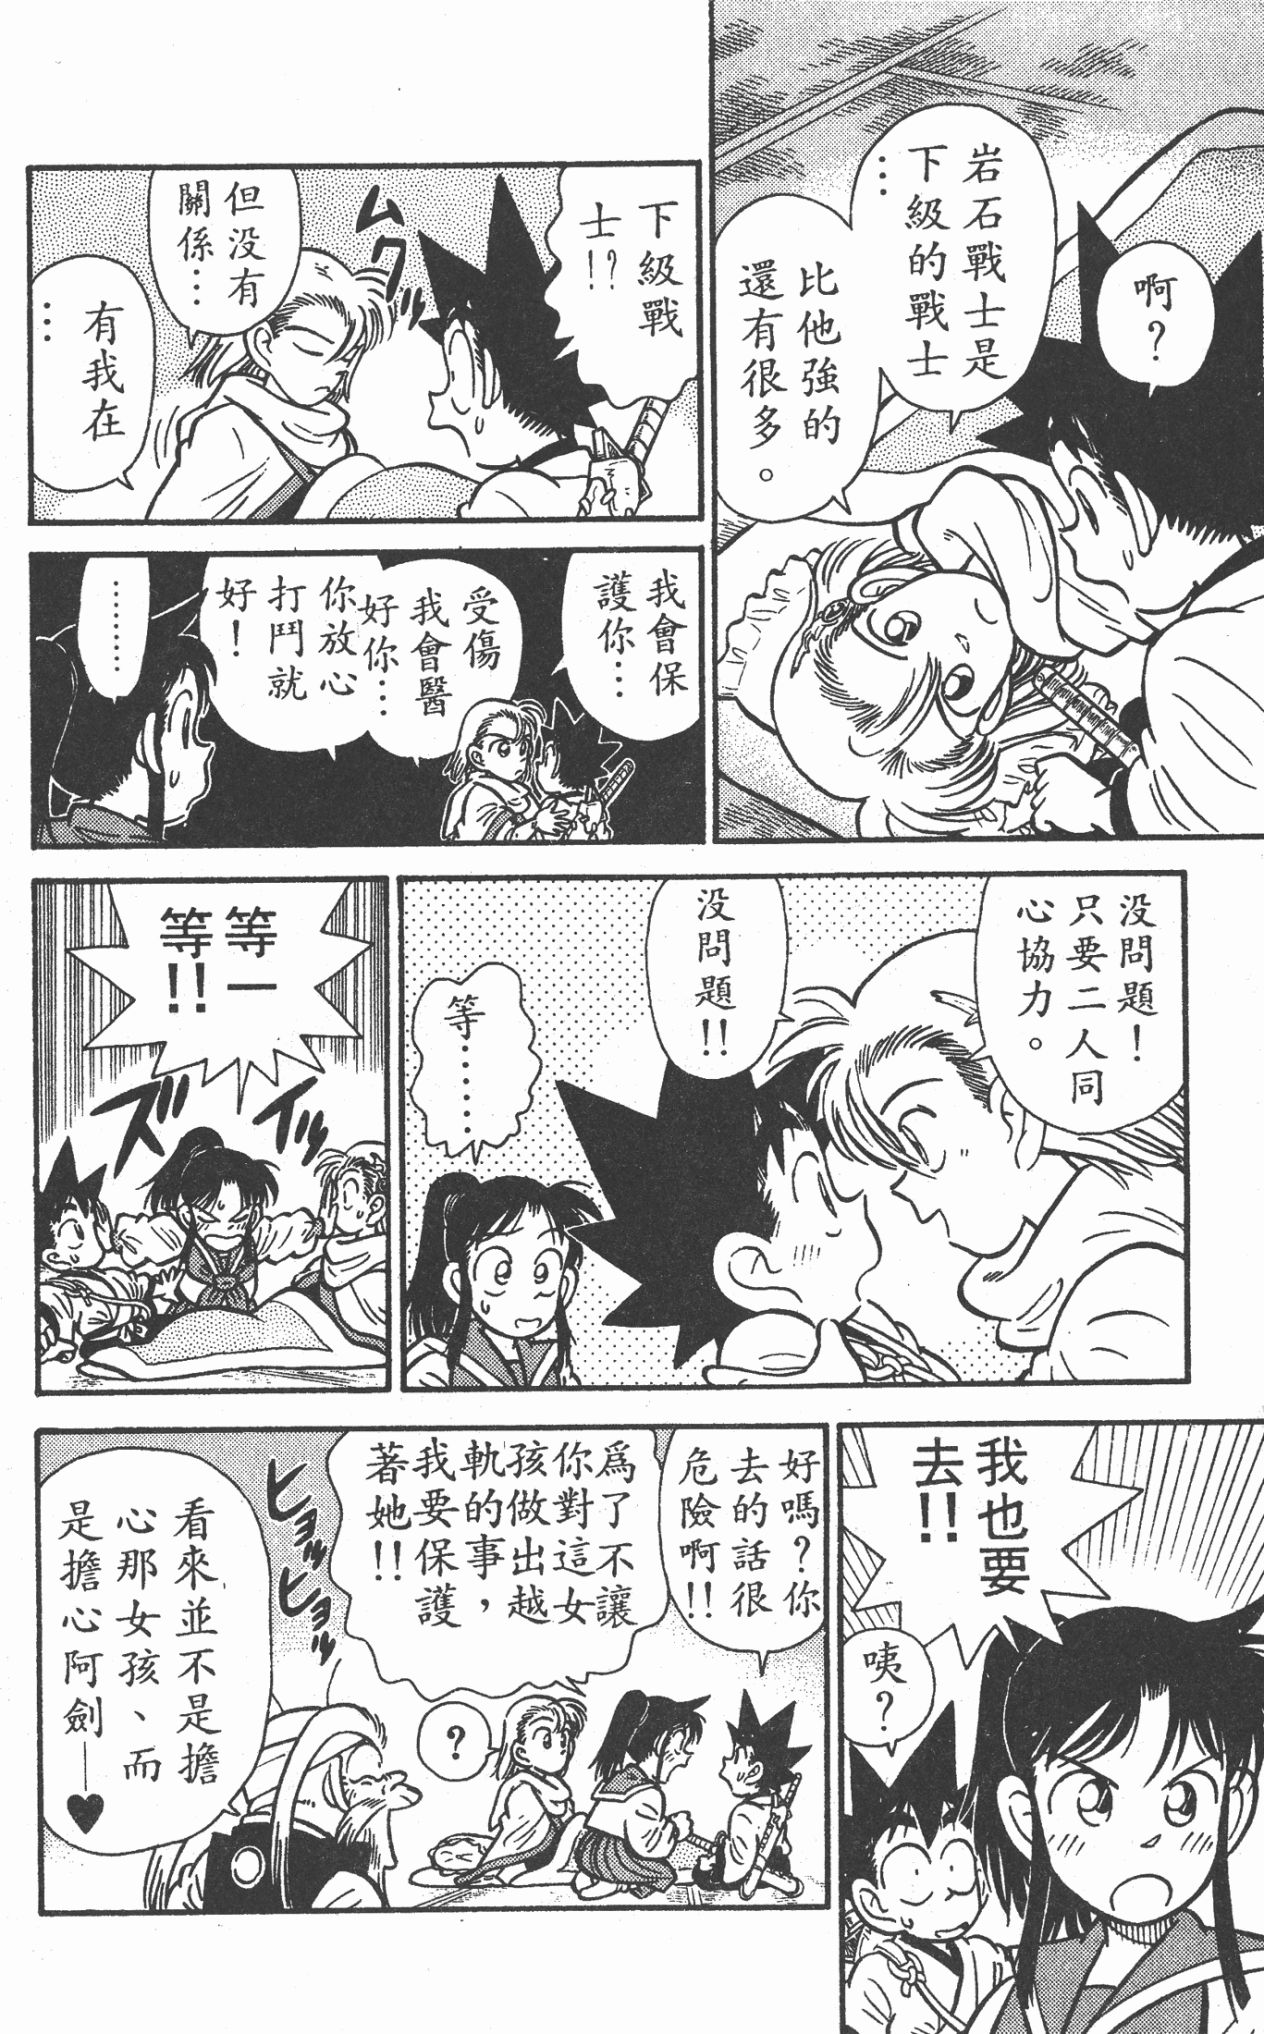 啊？
岩石戰士是
下級的戰士
…
比他強的
還有很多。
下級戰
士!?
ムクッ
但没有
關係…
有我在
…
我會保
護你…
受傷
我會醫
好你…
你放心
打鬥就
好！
………
没問題！
只要二人同
心協力。
没問題!!
等……
等一
等!!
ズイッ
我也要
去!!
咦？
好嗎？你
去的話很
危險啊!!
爲了不讓
你對這女
孩做出越
軌的事，
我要保護
著她!!
？
ヒョッヒョッ
看來並不是擔
心那女孩、而
是擔心阿劍—♥